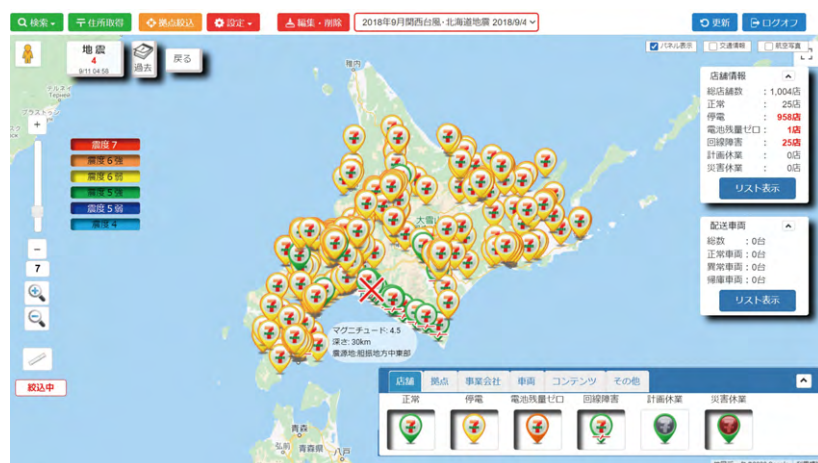 検索
〒住所取得
拠点絞込
設定
編集・削除
2018年9月関西台風・北海道地震 2018/9/4
更新
ログオフ
地震
4
9/11 04:58
過去
戻る
パネル表示
交通情報
航空写真
稚内
店舗情報
総店舗数 : 1,004店
正常 : 25店
停電 : 958店
電池残量ゼロ : 1店
回線障害 : 25店
計画休業 : 0店
災害休業 : 0店
リスト表示
震度 7
震度 6 強
震度 6 弱
震度 5 強
震度 5 弱
震度 4
大雪
配送車両
総数 : 0台
正常車両 : 0台
異常車両 : 0台
帰庫車両 : 0台
リスト表示
+
−
7
マグニチュード: 4.5
深さ: 30km
震源地:胆振地方中東部
絞込中
店舗
拠点
事業会社
車両
コンテンツ
その他
正常
停電
電池残量ゼロ
回線障害
計画休業
災害休業
青森
弘前
青森県
八戸